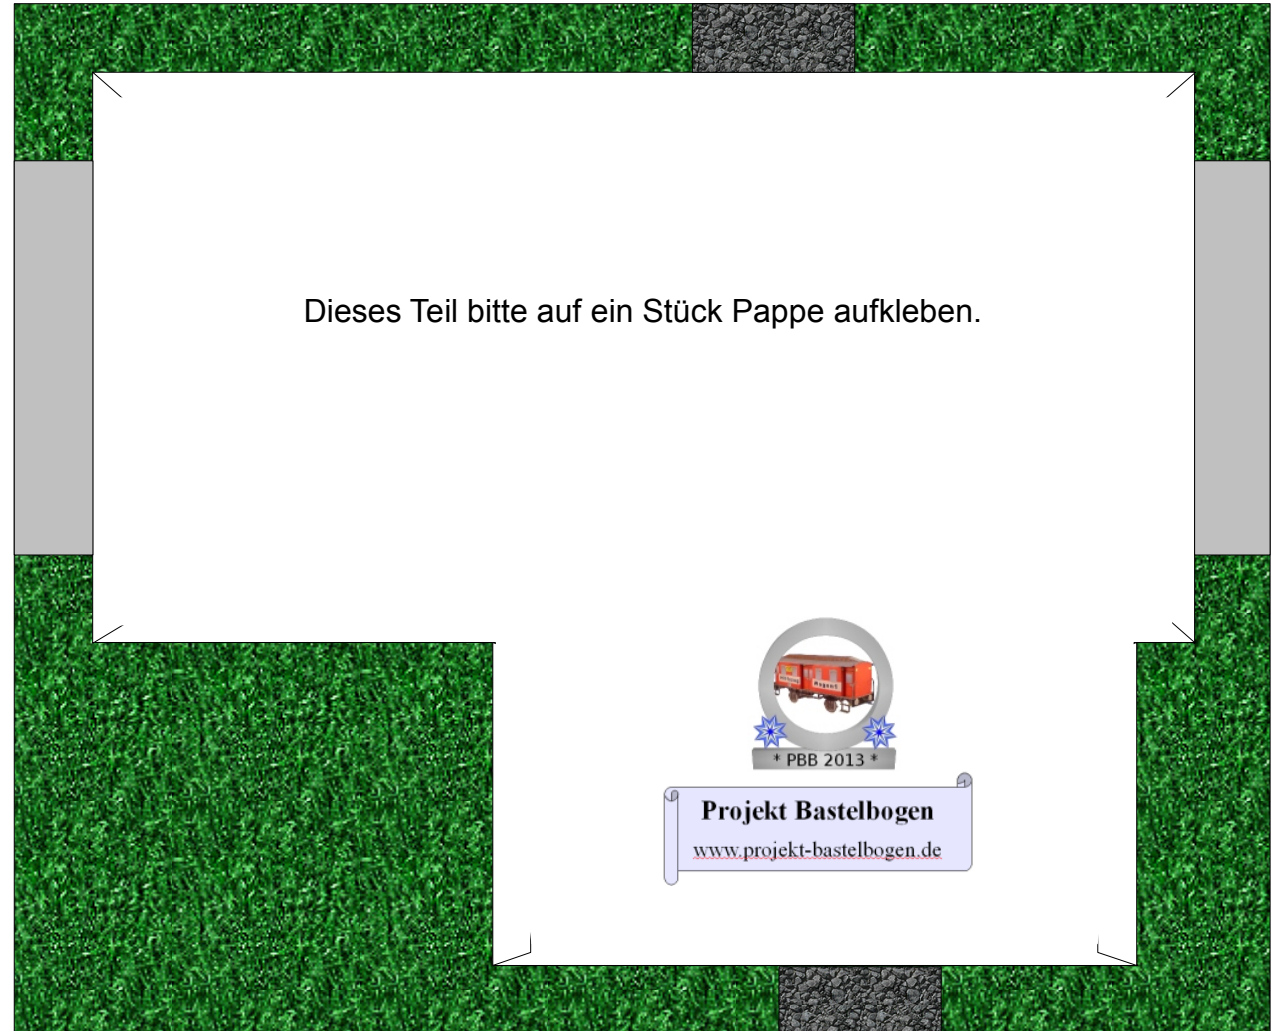 Dieses Teil bitte auf ein Stück Pappe aufkleben.
* PBB 2013 *
Projekt Bastelbogen
www.projekt-bastelbogen.de